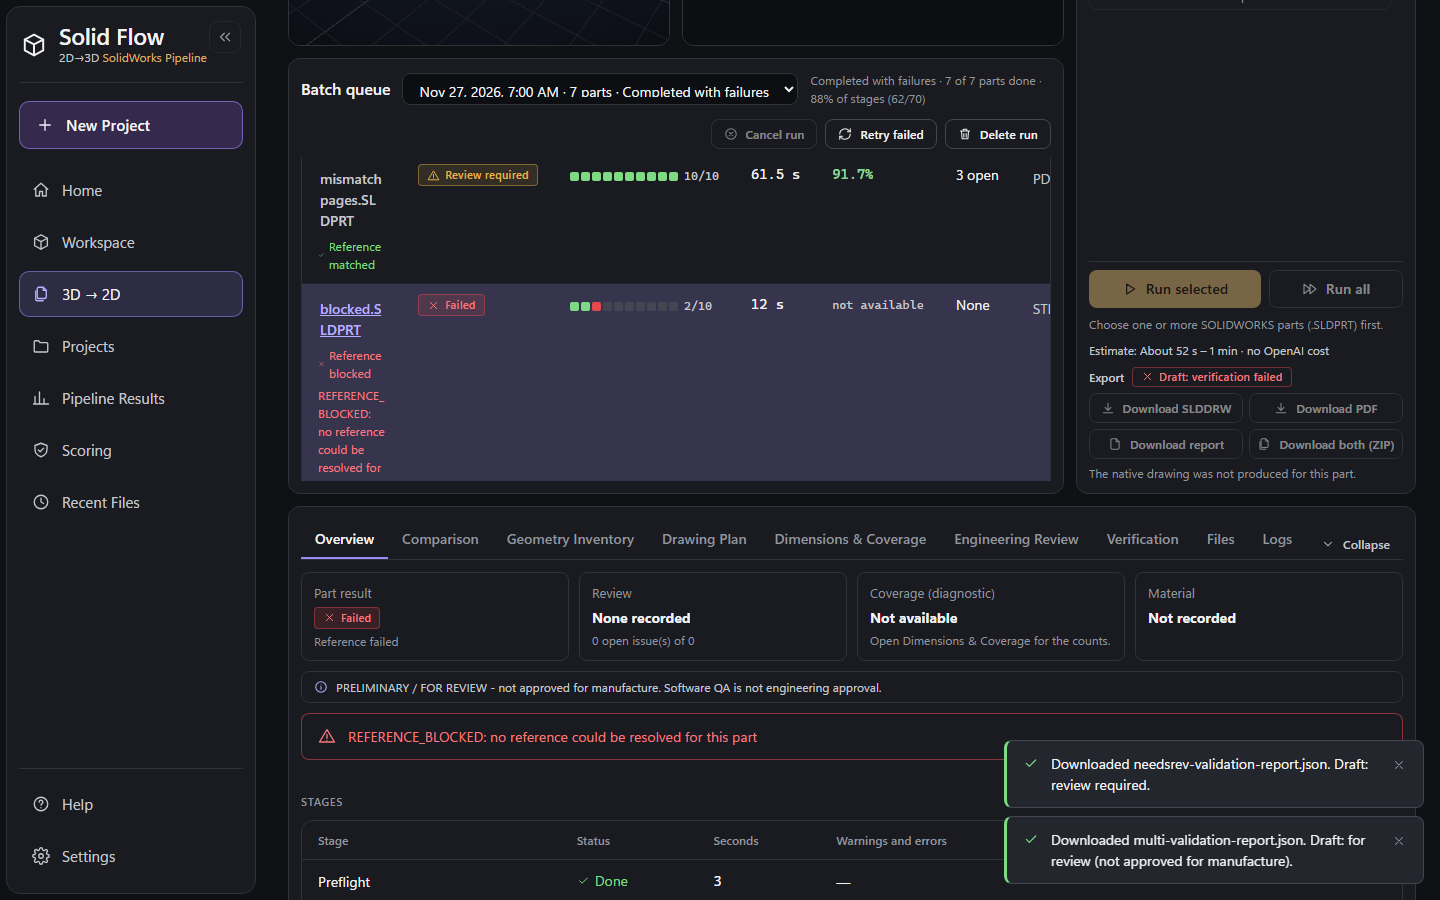 Solid Flow
2D→3D SolidWorks Pipeline
New Project
Home
Workspace
3D → 2D
Projects
Pipeline Results
Scoring
Recent Files
Help
Settings
Batch queue
Nov 27, 2026, 7:00 AM · 7 parts · Completed with failures
Completed with failures · 7 of 7 parts done ·
88% of stages (62/70)
Cancel run
Retry failed
Delete run
mismatch
pages.SL
DPRT
Reference
matched
Review required
10/10
61.5 s
91.7%
3 open
PD
blocked.S
LDPRT
Reference
blocked
REFERENCE_
BLOCKED:
no reference
could be
resolved for
Failed
2/10
12 s
not available
None
STI
Run selected
Run all
Choose one or more SOLIDWORKS parts (.SLDPRT) first.
Estimate: About 52 s – 1 min · no OpenAI cost
Export
Draft: verification failed
Download SLDDRW
Download PDF
Download report
Download both (ZIP)
The native drawing was not produced for this part.
Overview
Comparison
Geometry Inventory
Drawing Plan
Dimensions & Coverage
Engineering Review
Verification
Files
Logs
Collapse
Part result
Failed
Reference failed
Review
None recorded
0 open issue(s) of 0
Coverage (diagnostic)
Not available
Open Dimensions & Coverage for the counts.
Material
Not recorded
PRELIMINARY / FOR REVIEW - not approved for manufacture. Software QA is not engineering approval.
REFERENCE_BLOCKED: no reference could be resolved for this part
STAGES
Stage
Status
Seconds
Warnings and errors
Preflight
Done
3
—
Downloaded needsrev-validation-report.json. Draft:
review required.
Downloaded multi-validation-report.json. Draft: for
review (not approved for manufacture).